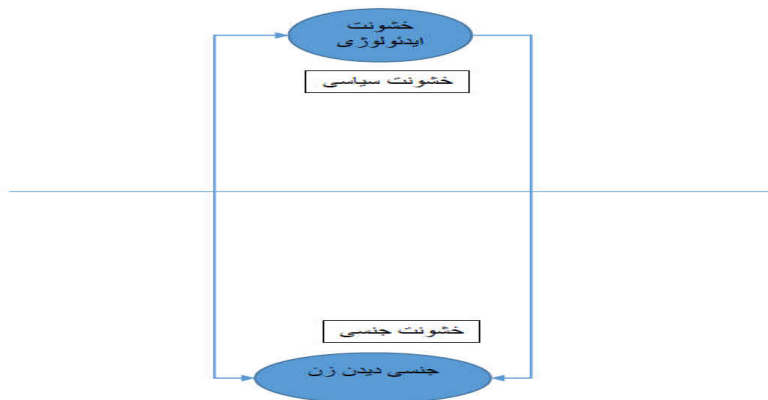 خشونت
ایدئولوژی
خشونت سیاسی
خشونت جنسی
جنسی دیدن زن